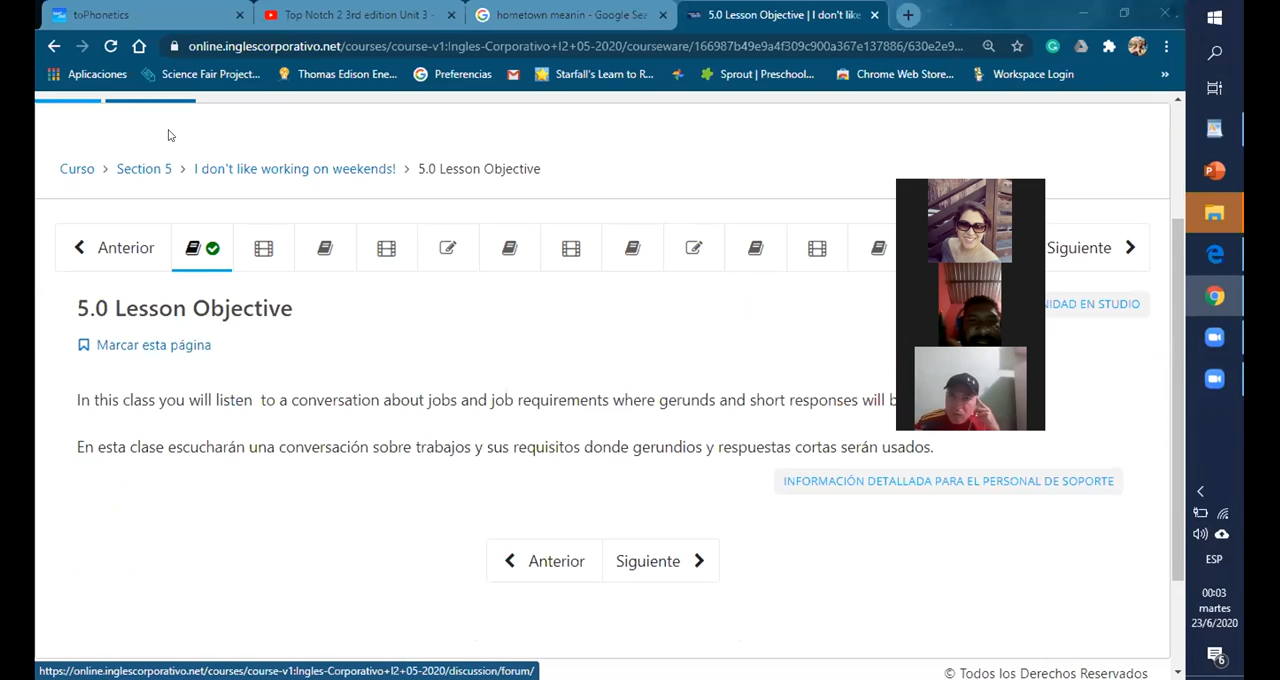 toPhonetics
Top Notch 2 3rd edition Unit 3 -
hometown meanin - Google Sea
5.0 Lesson Objective | I don't like
online.inglescorporativo.net/courses/course-v1:Ingles-Corporativo+I2+05-2020/courseware/166987b49e9a4f309c900a367e137886/630e2e9...
Aplicaciones
Science Fair Project...
Thomas Edison Ene...
Preferencias
Starfall's Learn to R...
Sprout | Preschool...
Chrome Web Store...
Workspace Login
»
Curso > Section 5 > I don't like working on weekends! > 5.0 Lesson Objective
Anterior
Siguiente
5.0 Lesson Objective
NIDAD EN STUDIO
Marcar esta página
In this class you will listen to a conversation about jobs and job requirements where gerunds and short responses will b
En esta clase escucharán una conversación sobre trabajos y sus requisitos donde gerundios y respuestas cortas serán usados.
INFORMACIÓN DETALLADA PARA EL PERSONAL DE SOPORTE
Anterior
Siguiente
© Todos los Derechos Reservados
https://online.inglescorporativo.net/courses/course-v1:Ingles-Corporativo+I2+05-2020/discussion/forum/
ESP
00:03
martes
23/6/2020
6